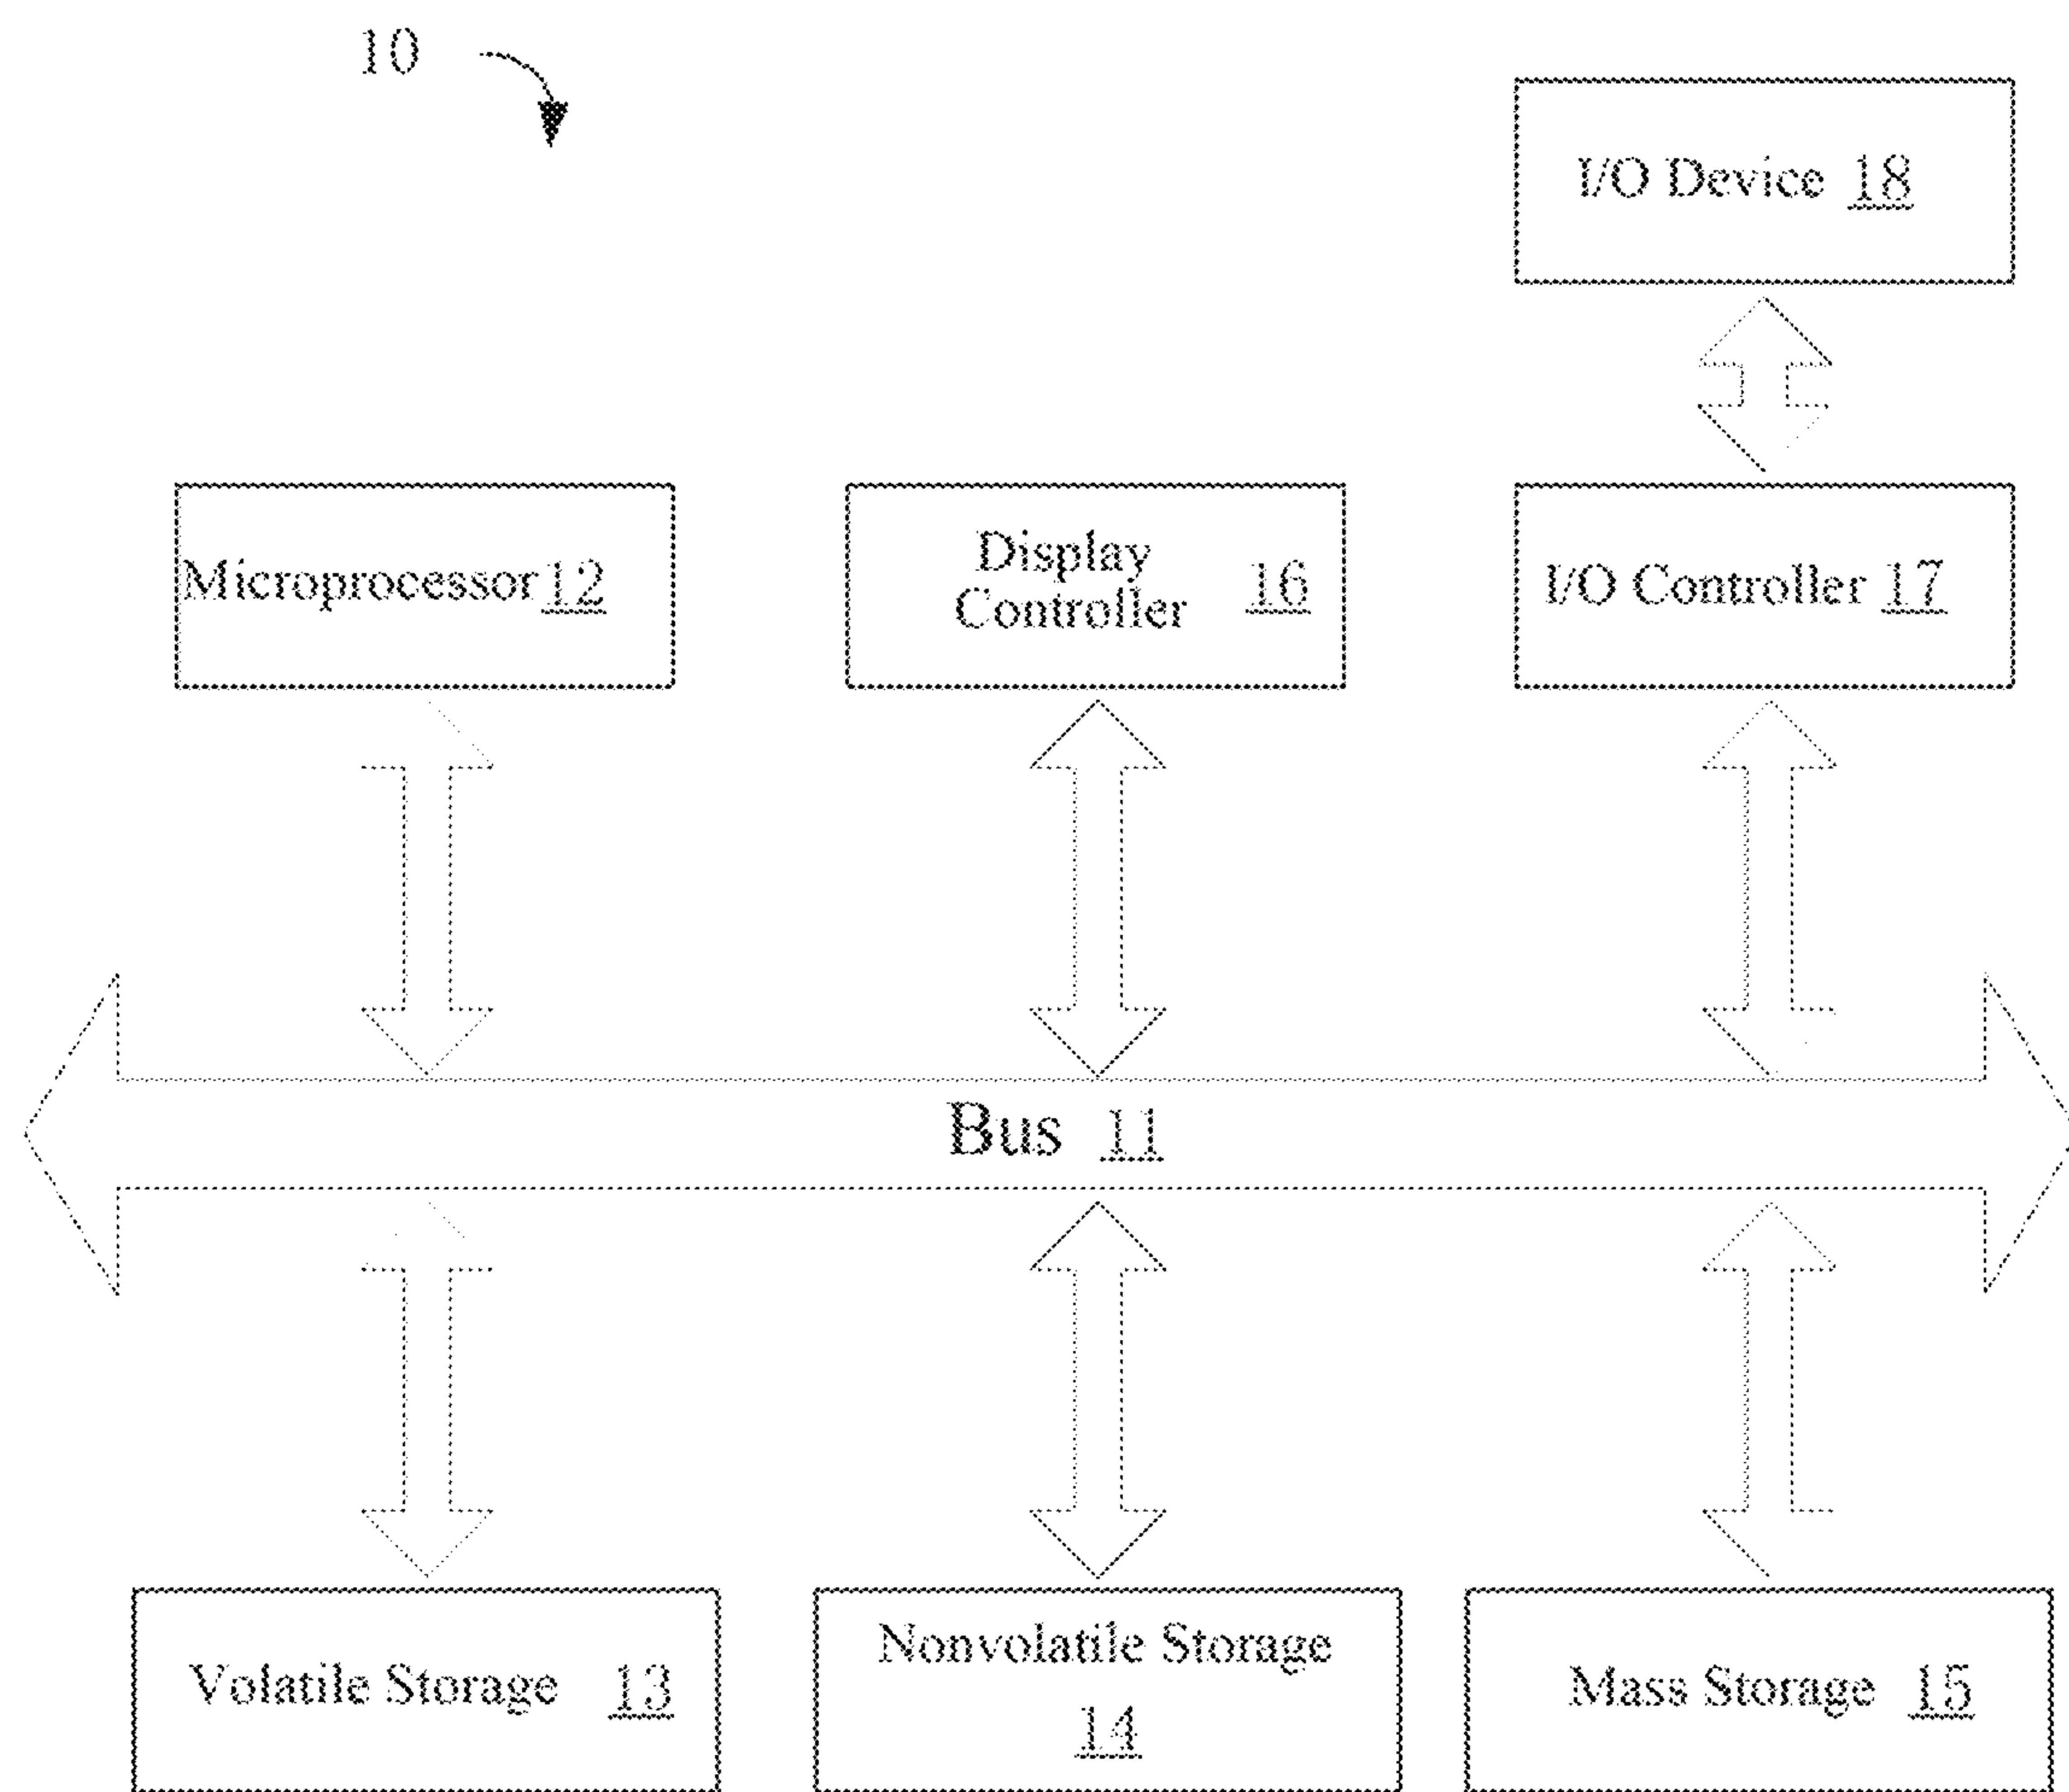 10
I/O Device 18
Microprocessor 12
Display
Controller 16
I/O Controller 17
Bus 11
Volatile Storage 13
Nonvolatile Storage
14
Mass Storage 15